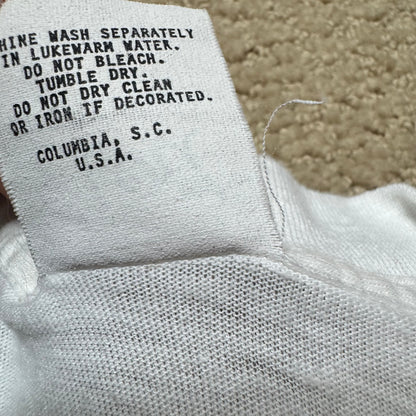 HINE WASH SEPARATELY
IN LUKEWARM WATER.
DO NOT BLEACH.
TUMBLE DRY.
DO NOT DRY CLEAN
OR IRON IF DECORATED.
COLUMBIA, S.C.
U.S.A.